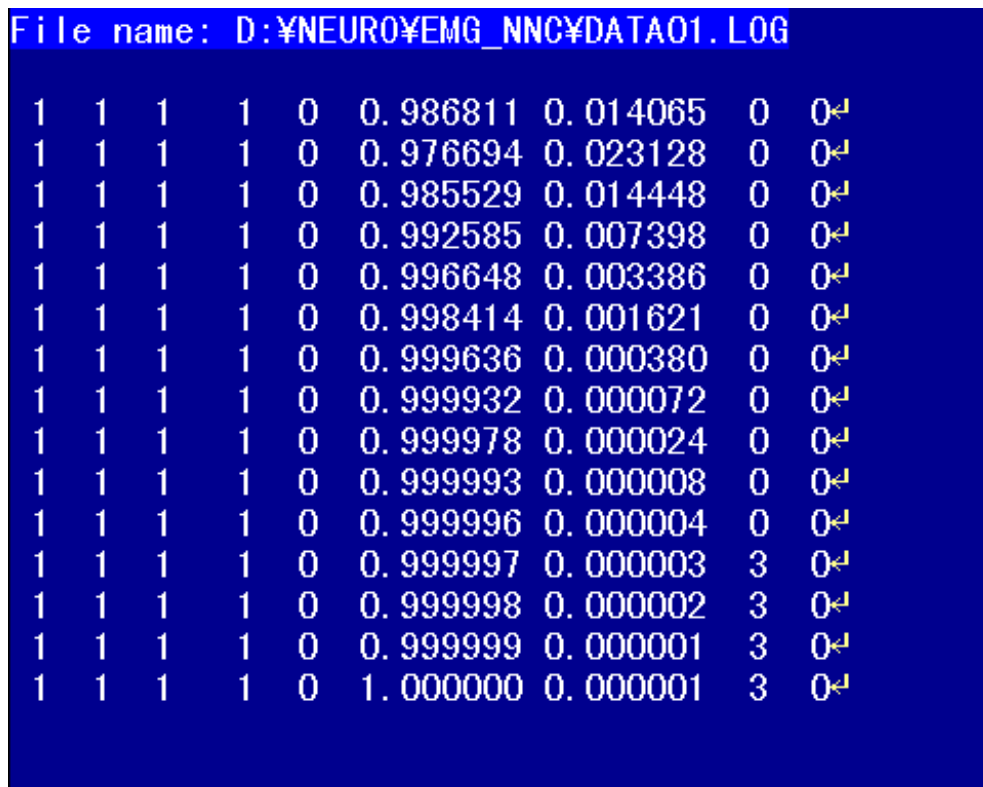 File name: D:¥NEURO¥EMG_NNC¥DATA01.LOG
1 1 1 1 0 0.986811 0.014065 0 0↵
1 1 1 1 0 0.976694 0.023128 0 0↵
1 1 1 1 0 0.985529 0.014448 0 0↵
1 1 1 1 0 0.992585 0.007398 0 0↵
1 1 1 1 0 0.996648 0.003386 0 0↵
1 1 1 1 0 0.998414 0.001621 0 0↵
1 1 1 1 0 0.999636 0.000380 0 0↵
1 1 1 1 0 0.999932 0.000072 0 0↵
1 1 1 1 0 0.999978 0.000024 0 0↵
1 1 1 1 0 0.999993 0.000008 0 0↵
1 1 1 1 0 0.999996 0.000004 0 0↵
1 1 1 1 0 0.999997 0.000003 3 0↵
1 1 1 1 0 0.999998 0.000002 3 0↵
1 1 1 1 0 0.999999 0.000001 3 0↵
1 1 1 1 0 1.000000 0.000001 3 0↵